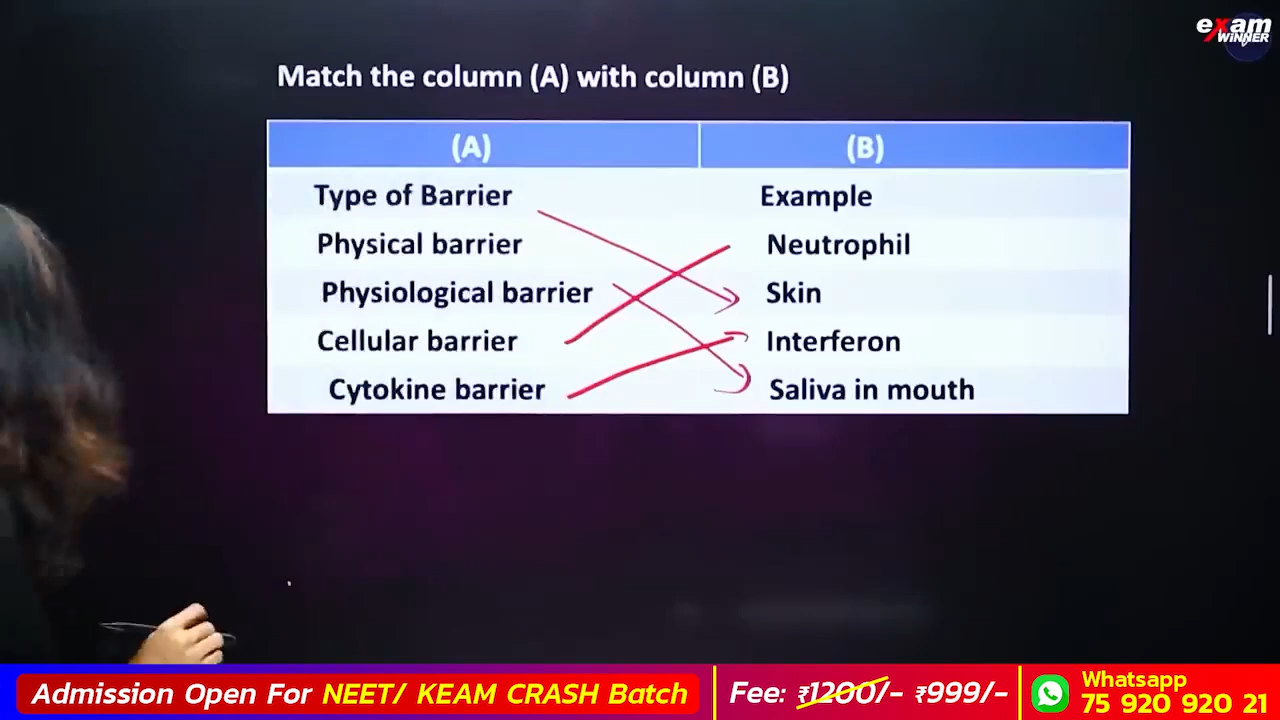 exam
WINNER
Match the column (A) with column (B)
(A) (B)
Type of Barrier Example
Physical barrier Neutrophil
Physiological barrier Skin
Cellular barrier Interferon
Cytokine barrier Saliva in mouth
Admission Open For NEET/ KEAM CRASH Batch
Fee: ₹1200/- ₹999/-
Whatsapp
75 920 920 21